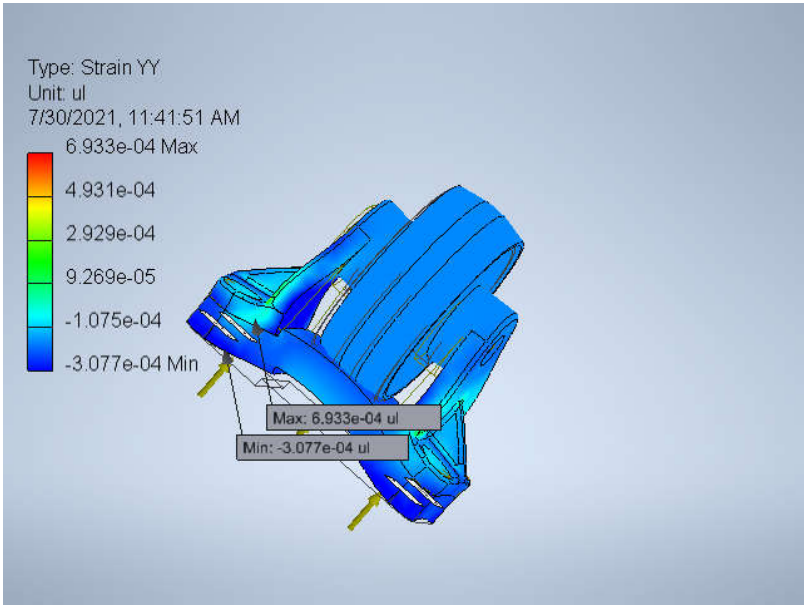 Type: Strain YY
Unit: ul
7/30/2021, 11:41:51 AM
6.933e-04 Max
4.931e-04
2.929e-04
9.269e-05
-1.075e-04
-3.077e-04 Min
Max: 6.933e-04 ul
Min: -3.077e-04 ul